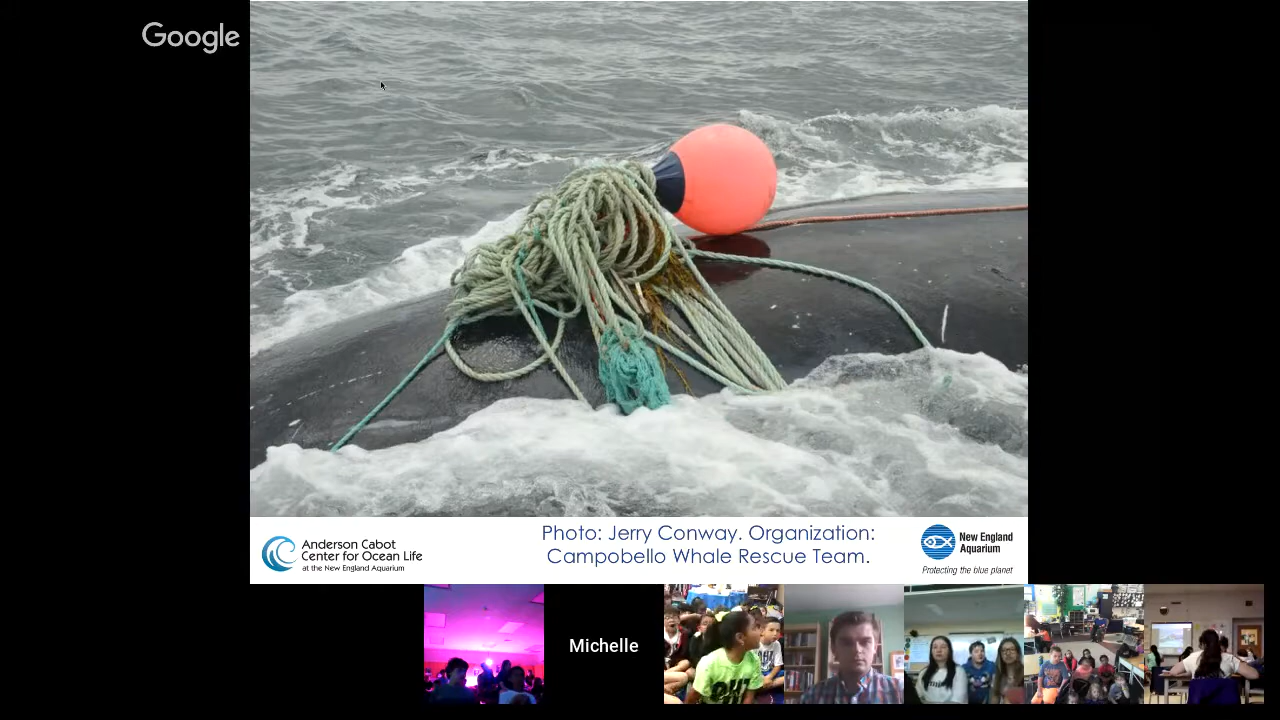 Google
Photo: Jerry Conway. Organization:
Campobello Whale Rescue Team.
Anderson Cabot
Center for Ocean Life
at the New England Aquarium
New England
Aquarium
Protecting the blue planet
Michelle